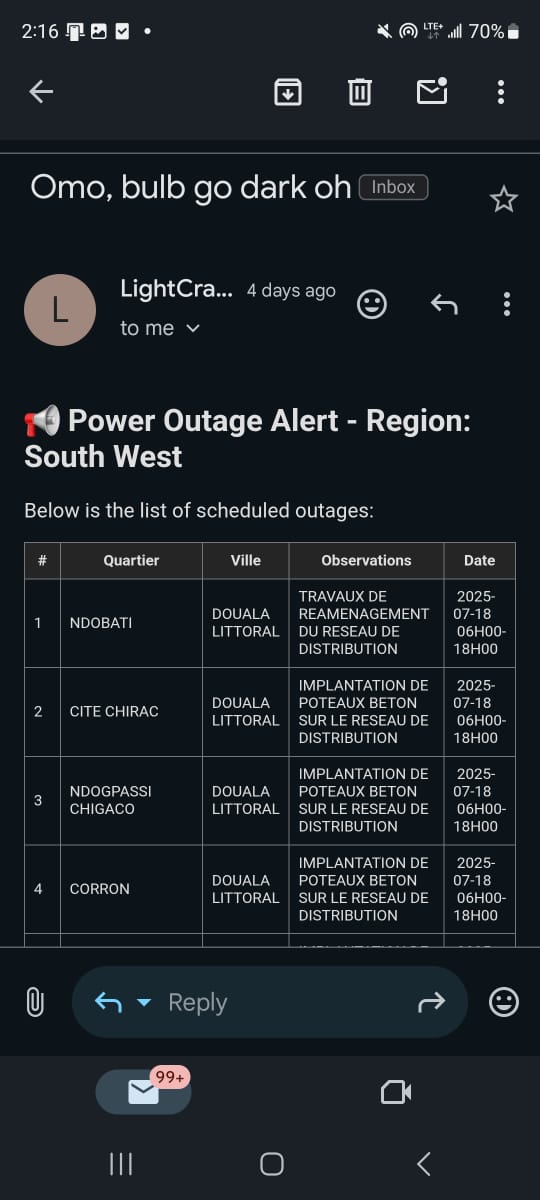 2:16
LTE+
70%
Omo, bulb go dark oh Inbox
L
LightCra... 4 days ago
to me
Power Outage Alert - Region:
South West
Below is the list of scheduled outages:
# Quartier Ville Observations Date
1 NDOBATI DOUALA LITTORAL TRAVAUX DE REAMENAGEMENT DU RESEAU DE DISTRIBUTION 2025-07-18 06H00-18H00
2 CITE CHIRAC DOUALA LITTORAL IMPLANTATION DE POTEAUX BETON SUR LE RESEAU DE DISTRIBUTION 2025-07-18 06H00-18H00
3 NDOGPASSI CHIGACO DOUALA LITTORAL IMPLANTATION DE POTEAUX BETON SUR LE RESEAU DE DISTRIBUTION 2025-07-18 06H00-18H00
4 CORRON DOUALA LITTORAL IMPLANTATION DE POTEAUX BETON SUR LE RESEAU DE DISTRIBUTION 2025-07-18 06H00-18H00
Reply
99+